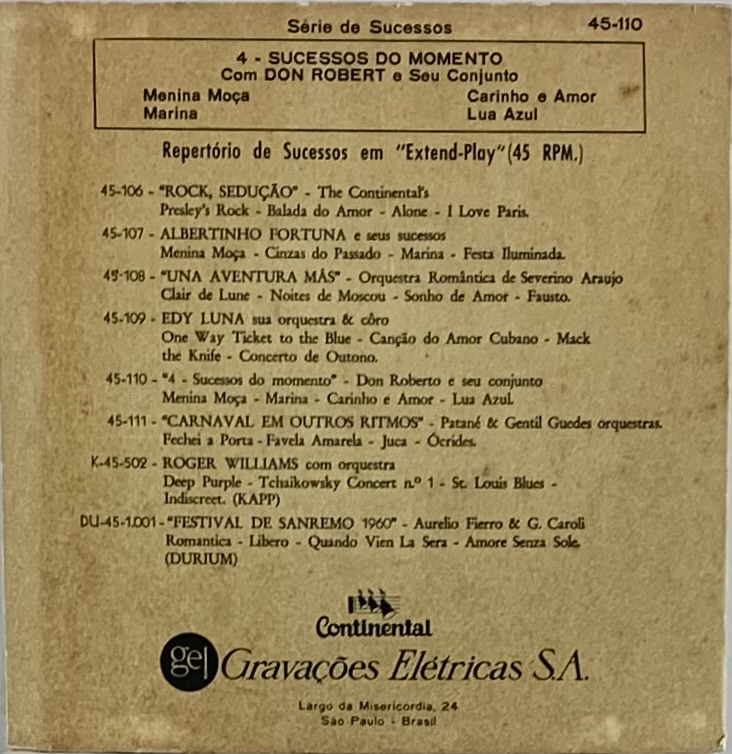 Série de Sucessos 45-110
4 - SUCESSOS DO MOMENTO
Com DON ROBERT e Seu Conjunto
Menina Moça Carinho e Amor
Marina Lua Azul
Repertório de Sucessos em "Extend-Play" (45 RPM.)
45-106 - "ROCK, SEDUÇÃO" - The Continental's
Presley's Rock - Balada do Amor - Alone - I Love Paris.
45-107 - ALBERTINHO FORTUNA e seus sucessos
Menina Moça - Cinzas do Passado - Marina - Festa Iluminada.
45-108 - "UNA AVENTURA MÁS" - Orquestra Romântica de Severino Araujo
Clair de Lune - Noites de Moscou - Sonho de Amor - Fausto.
45-109 - EDY LUNA sua orquestra & côro
One Way Ticket to the Blue - Canção do Amor Cubano - Mack
the Knife - Concerto de Outono.
45-110 - "4 - Sucessos do momento" - Don Roberto e seu conjunto
Menina Moça - Marina - Carinho e Amor - Lua Azul.
45-111 - "CARNAVAL EM OUTROS RITMOS" - Patané & Gentil Guedes orquestras.
Fechei a Porta - Favela Amarela - Juca - Ócrides.
K-45-502 - ROGER WILLIAMS com orquestra
Deep Purple - Tchaikowsky Concert n.º 1 - St. Louis Blues -
Indiscreet. (KAPP)
DU-45-1.001 - "FESTIVAL DE SANREMO 1960" - Aurelio Fierro & G. Caroli
Romantica - Libero - Quando Vien La Sera - Amore Senza Sole.
(DURIUM)
Continental
gel Gravações Elétricas S.A.
Largo da Misericordia, 24
São Paulo - Brasil